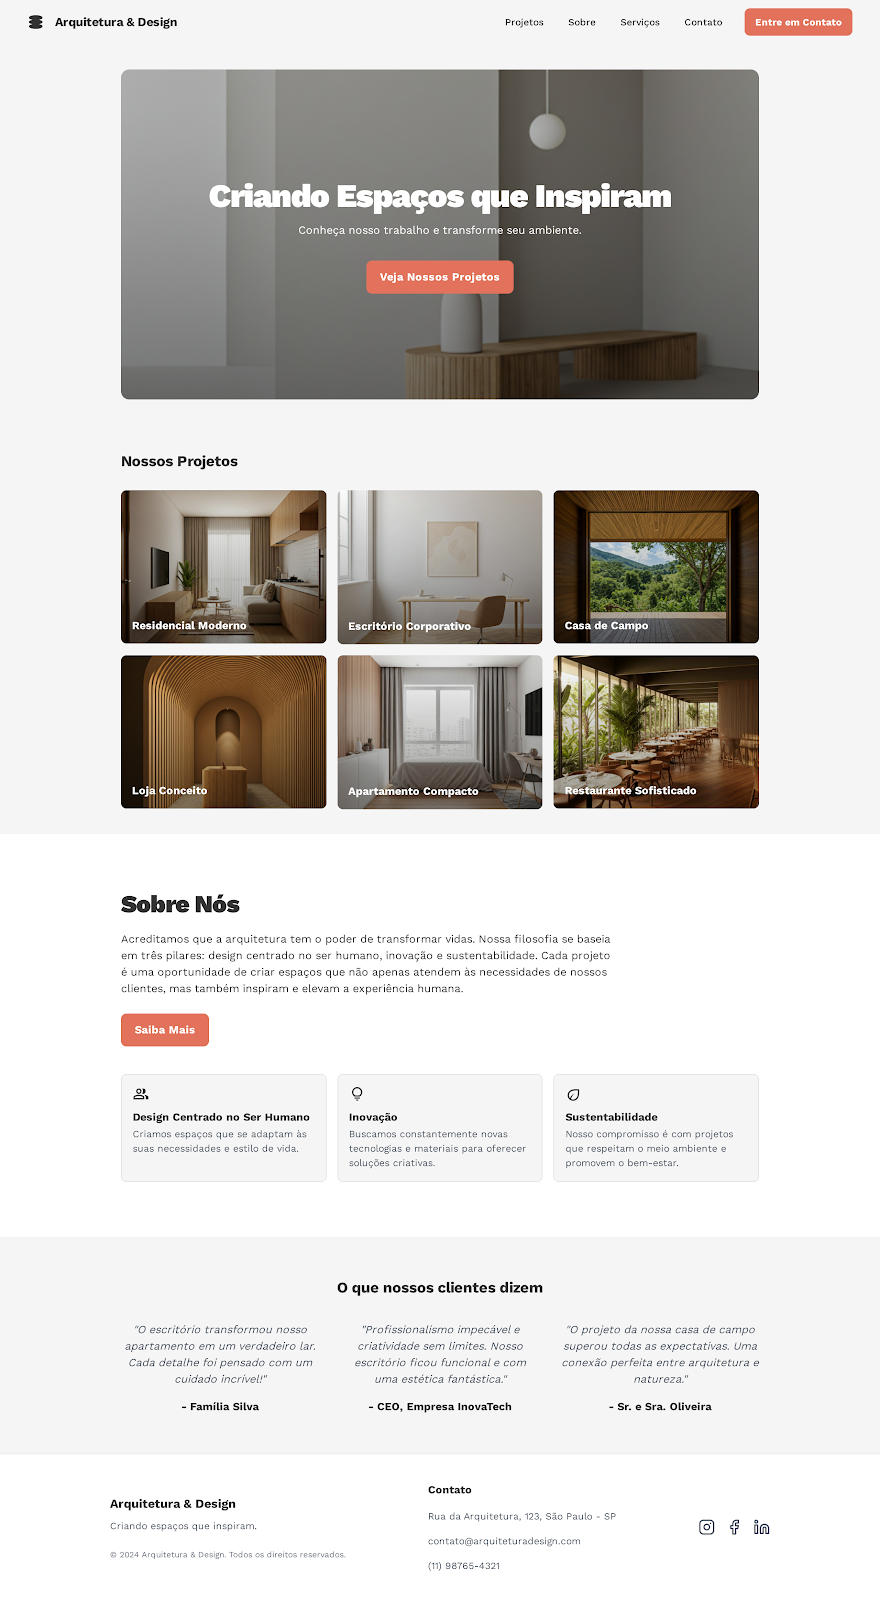 Arquitetura & Design
Projetos
Sobre
Serviços
Contato
Entre em Contato
Criando Espaços que Inspiram
Conheça nosso trabalho e transforme seu ambiente.
Veja Nossos Projetos
Nossos Projetos
Residencial Moderno
Escritório Corporativo
Casa de Campo
Loja Conceito
Apartamento Compacto
Restaurante Sofisticado
Sobre Nós
Acreditamos que a arquitetura tem o poder de transformar vidas. Nossa filosofia se baseia
em três pilares: design centrado no ser humano, inovação e sustentabilidade. Cada projeto
é uma oportunidade de criar espaços que não apenas atendem às necessidades de nossos
clientes, mas também inspiram e elevam a experiência humana.
Saiba Mais
Design Centrado no Ser Humano
Criamos espaços que se adaptam às
suas necessidades e estilo de vida.
Inovação
Buscamos constantemente novas
tecnologias e materiais para oferecer
soluções criativas.
Sustentabilidade
Nosso compromisso é com projetos
que respeitam o meio ambiente e
promovem o bem-estar.
O que nossos clientes dizem
"O escritório transformou nosso
apartamento em um verdadeiro lar.
Cada detalhe foi pensado com um
cuidado incrível!"
- Família Silva
"Profissionalismo impecável e
criatividade sem limites. Nosso
escritório ficou funcional e com
uma estética fantástica."
- CEO, Empresa InovaTech
"O projeto da nossa casa de campo
superou todas as expectativas. Uma
conexão perfeita entre arquitetura e
natureza."
- Sr. e Sra. Oliveira
Arquitetura & Design
Criando espaços que inspiram.
© 2024 Arquitetura & Design. Todos os direitos reservados.
Contato
Rua da Arquitetura, 123, São Paulo - SP
contato@arquiteturadesign.com
(11) 98765-4321